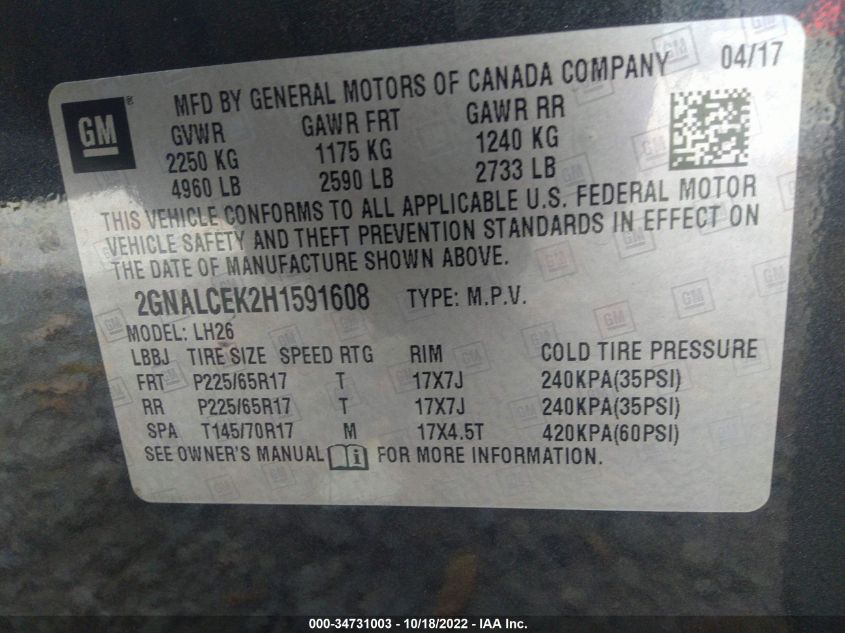 MFD BY GENERAL MOTORS OF CANADA COMPANY 04/17
GM ®
GVWR GAWR FRT GAWR RR
2250 KG 1175 KG 1240 KG
4960 LB 2590 LB 2733 LB
THIS VEHICLE CONFORMS TO ALL APPLICABLE U.S. FEDERAL MOTOR
VEHICLE SAFETY AND THEFT PREVENTION STANDARDS IN EFFECT ON
THE DATE OF MANUFACTURE SHOWN ABOVE.
2GNALCEK2H1591608 TYPE: M.P.V.
MODEL: LH26
LBBJ TIRE SIZE SPEED RTG RIM COLD TIRE PRESSURE
FRT P225/65R17 T 17X7J 240KPA(35PSI)
RR P225/65R17 T 17X7J 240KPA(35PSI)
SPA T145/70R17 M 17X4.5T 420KPA(60PSI)
SEE OWNER'S MANUAL i FOR MORE INFORMATION.
000-34731003 - 10/18/2022 - IAA Inc.